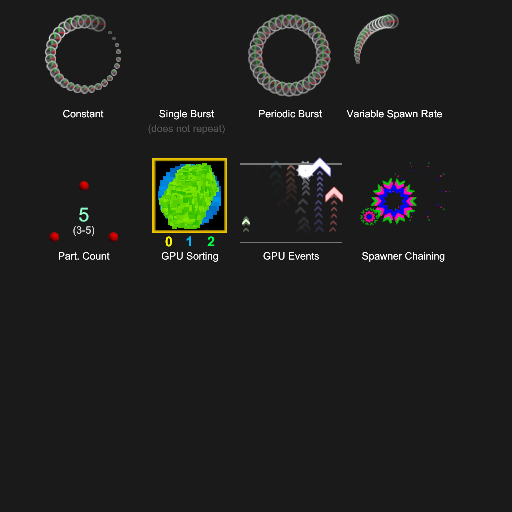 Constant
Single Burst
(does not repeat)
Periodic Burst
Variable Spawn Rate
5
(3-5)
Part. Count
0 1 2
GPU Sorting
GPU Events
Spawner Chaining